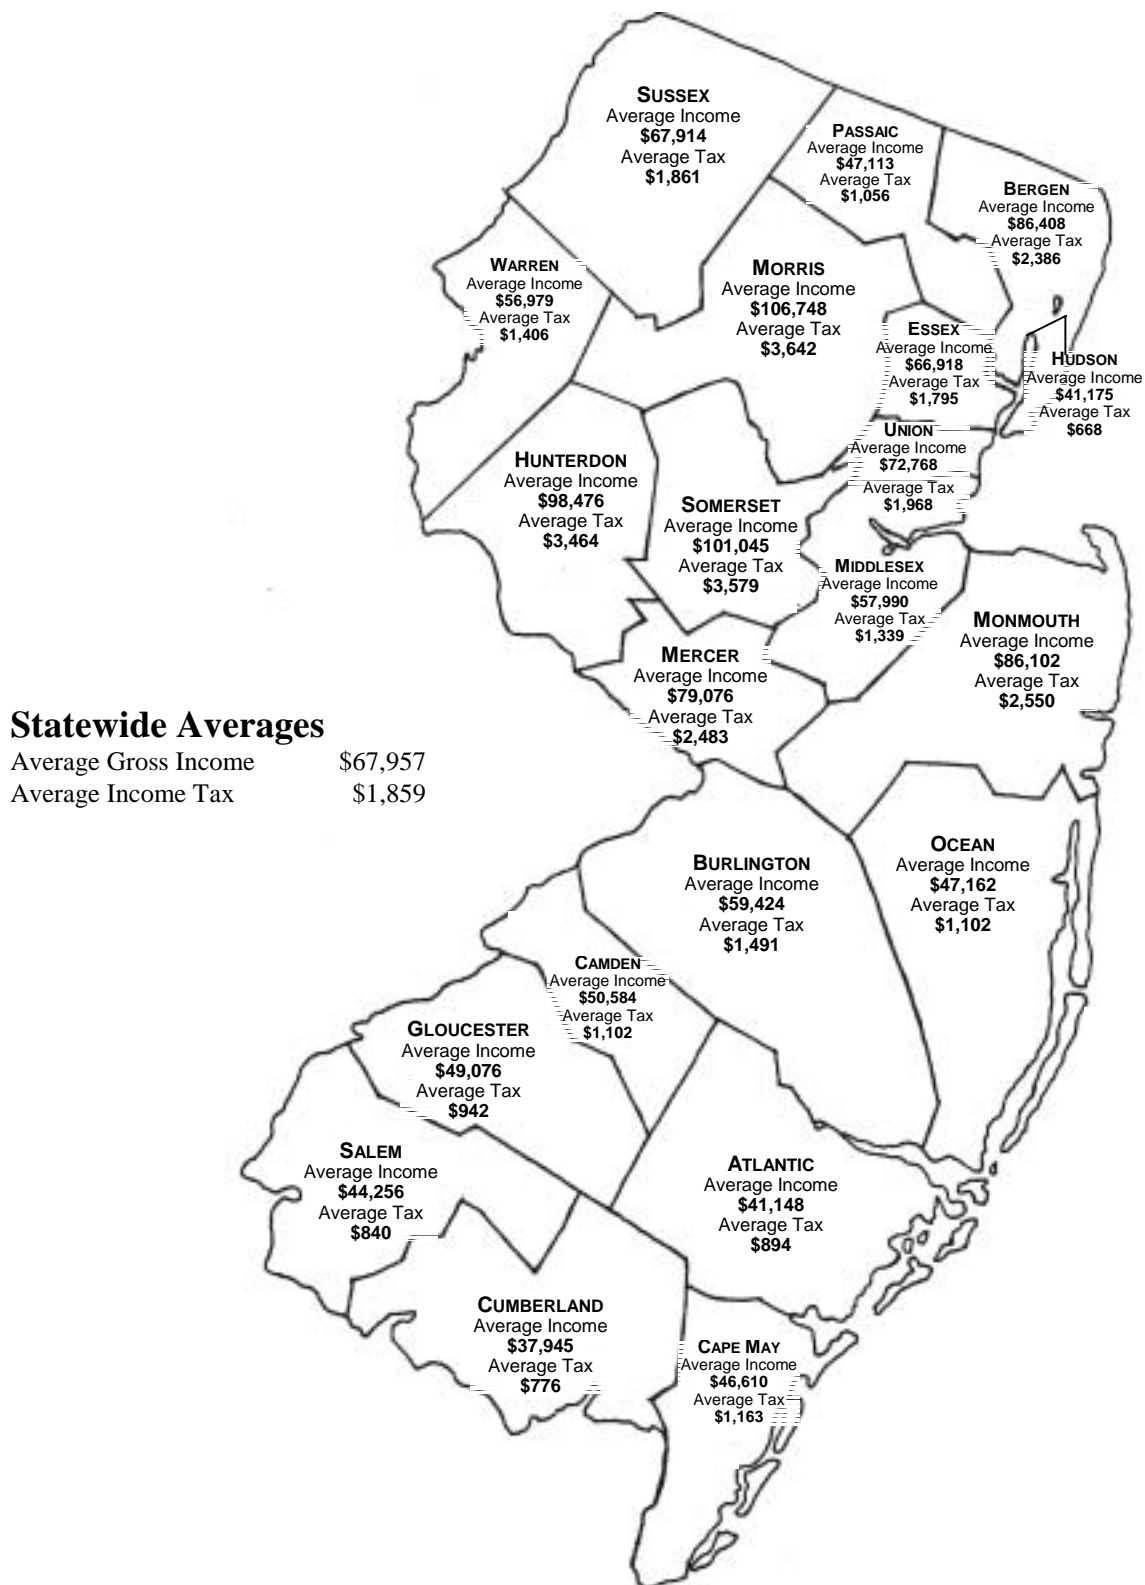 SUSSEX
Average Income
$67,914
Average Tax
$1,861
PASSAIC
Average Income
$47,113
Average Tax
$1,056
BERGEN
Average Income
$86,408
Average Tax
$2,386
WARREN
Average Income
$56,979
Average Tax
$1,406
MORRIS
Average Income
$106,748
Average Tax
$3,642
ESSEX
Average Income
$66,918
Average Tax
$1,795
HUDSON
Average Income
$41,175
Average Tax
$668
UNION
Average Income
$72,768
Average Tax
$1,968
HUNTERDON
Average Income
$98,476
Average Tax
$3,464
SOMERSET
Average Income
$101,045
Average Tax
$3,579
MIDDLESEX
Average Income
$57,990
Average Tax
$1,339
MONMOUTH
Average Income
$86,102
Average Tax
$2,550
MERCER
Average Income
$79,076
Average Tax
$2,483
Statewide Averages
Average Gross Income $67,957
Average Income Tax $1,859
OCEAN
Average Income
$47,162
Average Tax
$1,102
BURLINGTON
Average Income
$59,424
Average Tax
$1,491
CAMDEN
Average Income
$50,584
Average Tax
$1,102
GLOUCESTER
Average Income
$49,076
Average Tax
$942
SALEM
Average Income
$44,256
Average Tax
$840
ATLANTIC
Average Income
$41,148
Average Tax
$894
CUMBERLAND
Average Income
$37,945
Average Tax
$776
CAPE MAY
Average Income
$46,610
Average Tax
$1,163